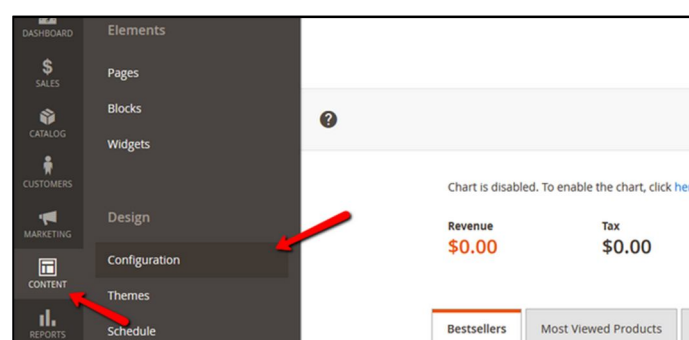 DASHBOARD
SALES
CATALOG
CUSTOMERS
MARKETING
CONTENT
REPORTS
Elements
Pages
Blocks
Widgets
Design
Configuration
Themes
Schedule
?
Chart is disabled. To enable the chart, click
Revenue
$0.00
Tax
$0.00
Bestsellers
Most Viewed Products